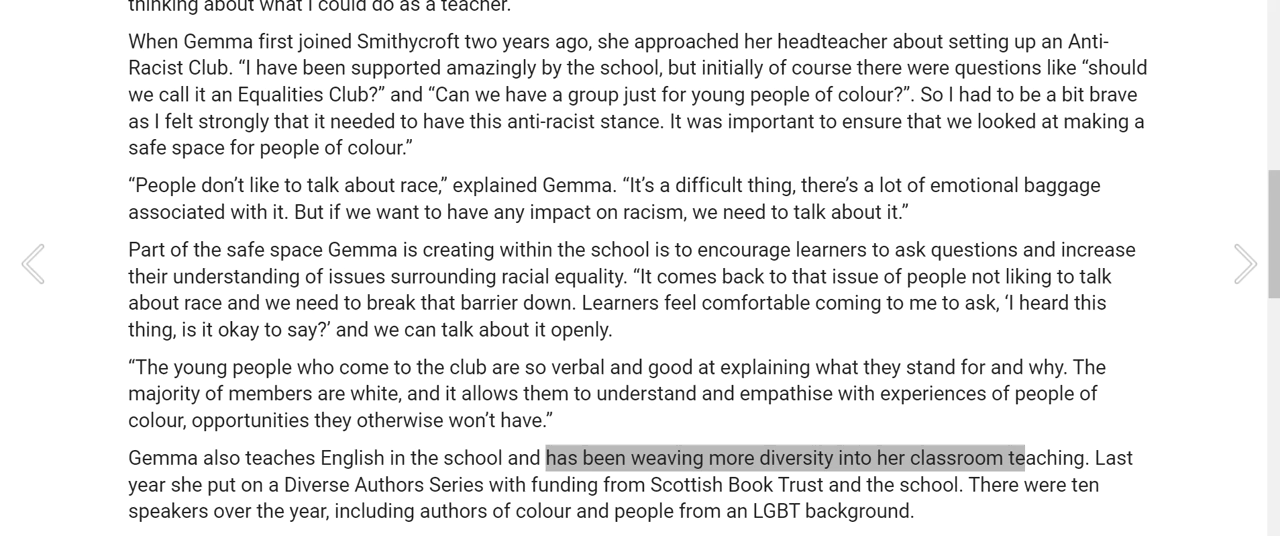 thinking about what I could do as a teacher.
When Gemma first joined Smithycroft two years ago, she approached her headteacher about setting up an Anti-
Racist Club. “I have been supported amazingly by the school, but initially of course there were questions like “should
we call it an Equalities Club?” and “Can we have a group just for young people of colour?”. So I had to be a bit brave
as I felt strongly that it needed to have this anti-racist stance. It was important to ensure that we looked at making a
safe space for people of colour.”
“People don’t like to talk about race,” explained Gemma. “It’s a difficult thing, there’s a lot of emotional baggage
associated with it. But if we want to have any impact on racism, we need to talk about it.”
Part of the safe space Gemma is creating within the school is to encourage learners to ask questions and increase
their understanding of issues surrounding racial equality. “It comes back to that issue of people not liking to talk
about race and we need to break that barrier down. Learners feel comfortable coming to me to ask, ‘I heard this
thing, is it okay to say?’ and we can talk about it openly.
“The young people who come to the club are so verbal and good at explaining what they stand for and why. The
majority of members are white, and it allows them to understand and empathise with experiences of people of
colour, opportunities they otherwise won’t have.”
Gemma also teaches English in the school and has been weaving more diversity into her classroom teaching. Last
year she put on a Diverse Authors Series with funding from Scottish Book Trust and the school. There were ten
speakers over the year, including authors of colour and people from an LGBT background.